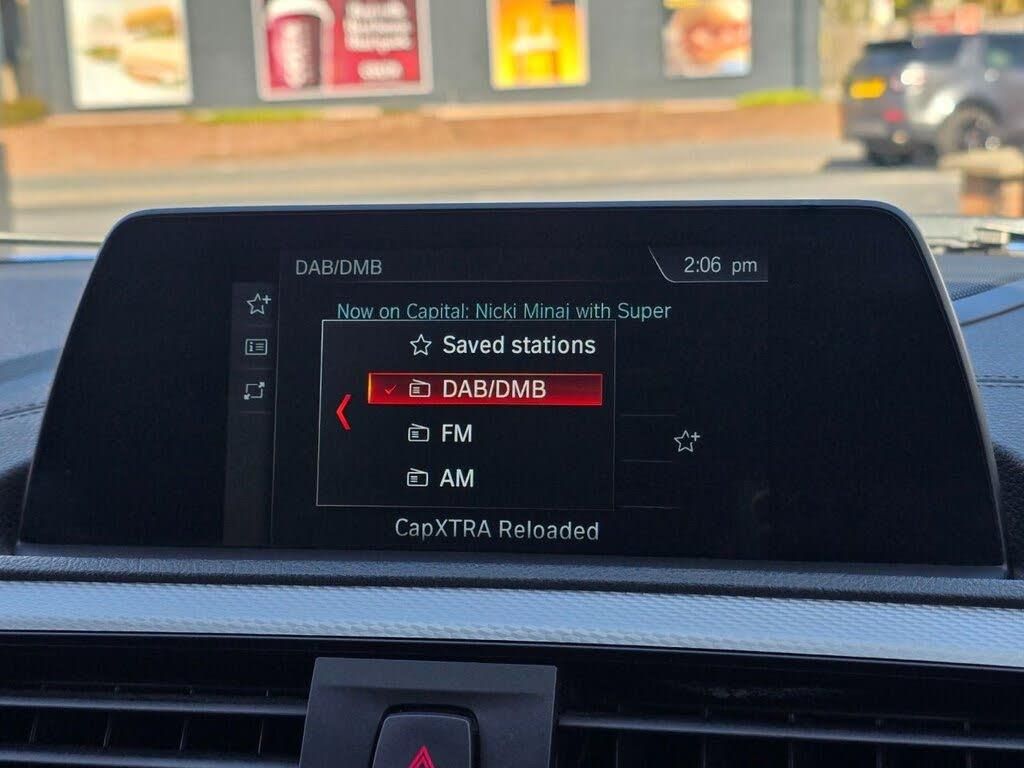 DAB/DMB
2:06 pm
Now on Capital: Nicki Minaj with Super
Saved stations
DAB/DMB
FM
AM
CapXTRA Reloaded